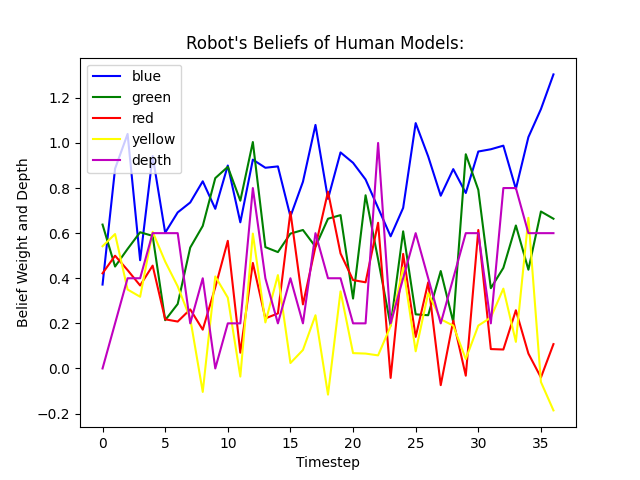 Robot's Beliefs of Human Models:
blue
green
red
yellow
depth
Belief Weight and Depth
1.2
1.0
0.8
0.6
0.4
0.2
0.0
−0.2
0 5 10 15 20 25 30 35
Timestep